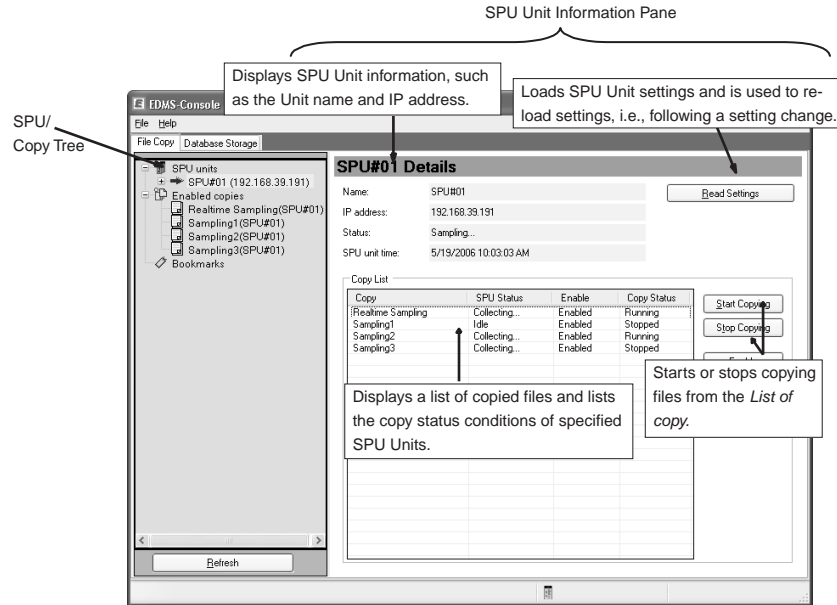 SPU Unit Information Pane
Displays SPU Unit information, such
as the Unit name and IP address.
Loads SPU Unit settings and is used to re-
load settings, i.e., following a setting change.
SPU/
Copy Tree
EDMS-Console
File Help
File Copy Database Storage
SPU units
SPU#01 (192.168.39.191)
Enabled copies
Realtime Sampling(SPU#01)
Sampling1(SPU#01)
Sampling2(SPU#01)
Sampling3(SPU#01)
Bookmarks
Refresh
SPU#01 Details
Name: SPU#01
IP address: 192.168.39.191
Status: Sampling...
SPU unit time: 5/19/2006 10:03:03 AM
Read Settings
Copy List
Copy SPU Status Enable Copy Status
Realtime Sampling Collecting... Enabled Running
Sampling1 Idle Enabled Stopped
Sampling2 Collecting... Enabled Running
Sampling3 Collecting... Enabled Stopped
Start Copying
Stop Copying
Displays a list of copied files and lists
the copy status conditions of specified
SPU Units.
Starts or stops copying
files from the List of
copy.